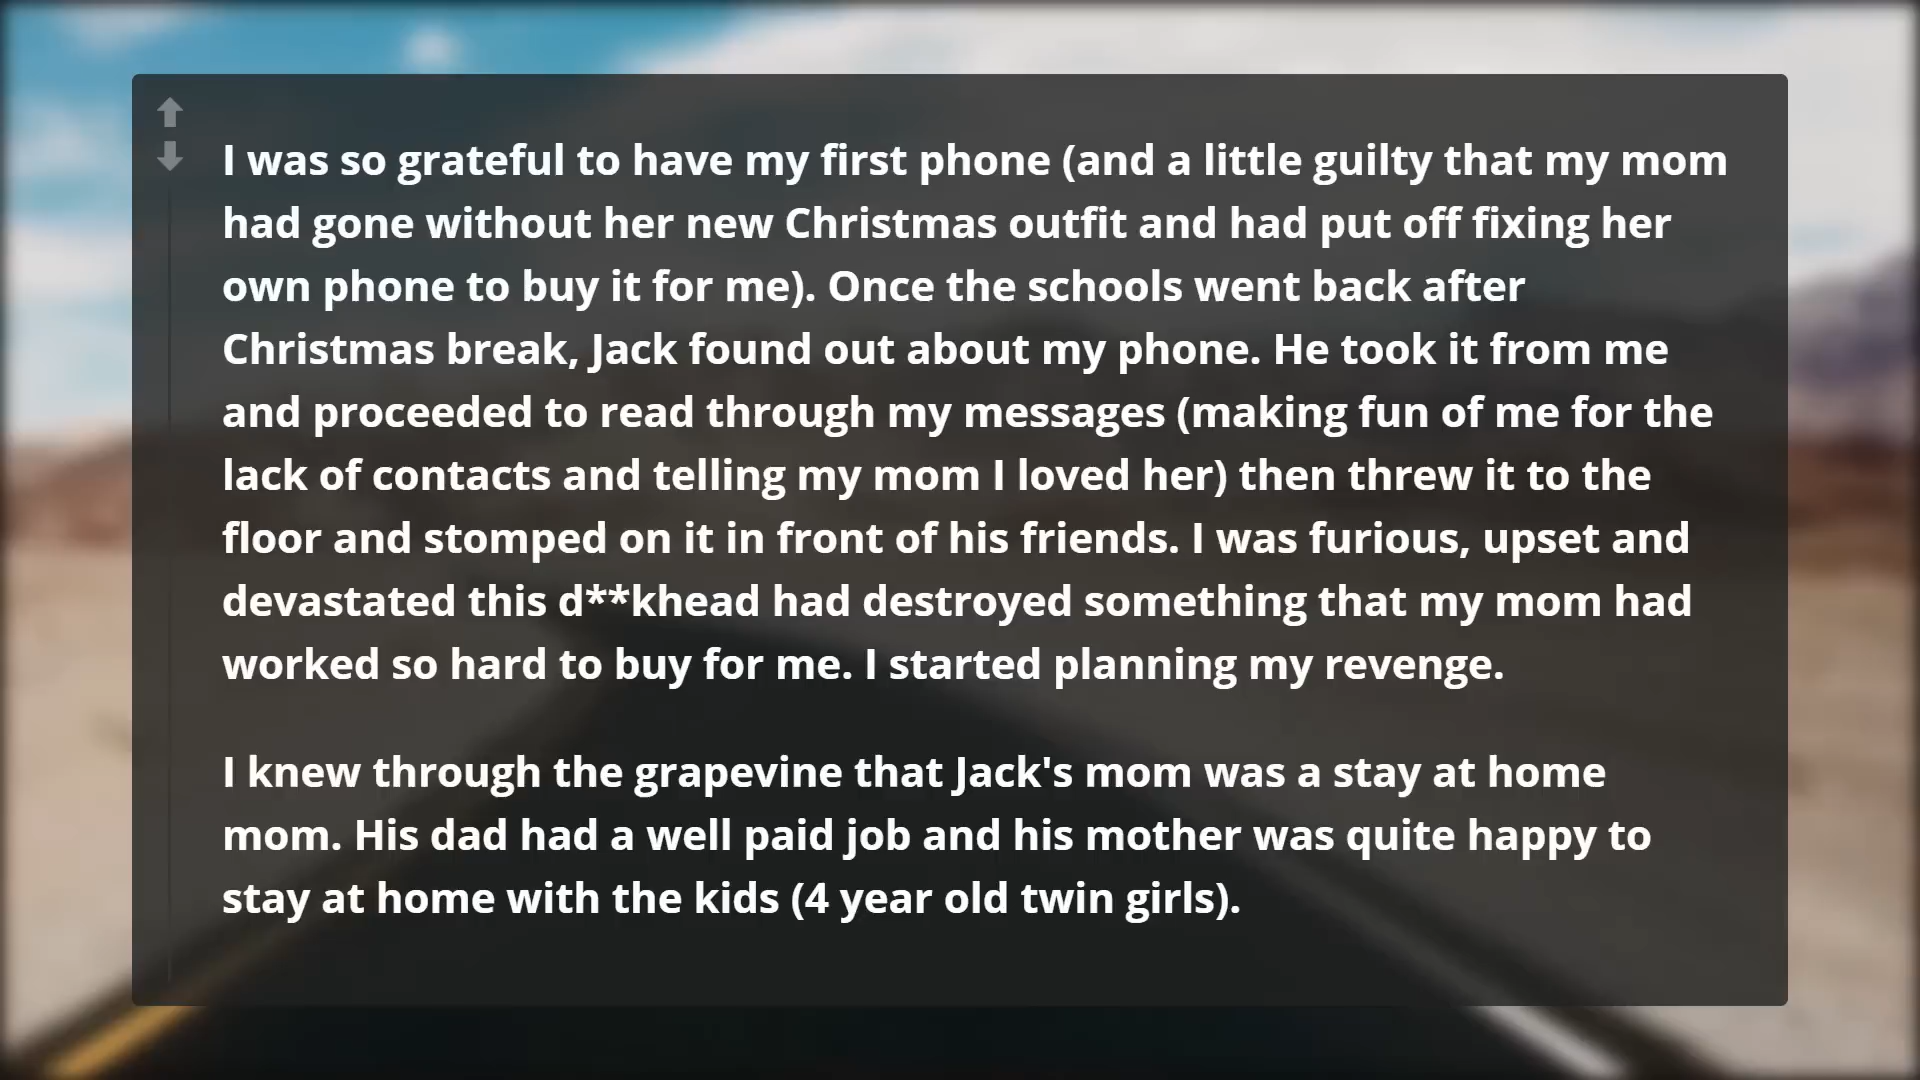 I was so grateful to have my first phone (and a little guilty that my mom
had gone without her new Christmas outfit and had put off fixing her
own phone to buy it for me). Once the schools went back after
Christmas break, Jack found out about my phone. He took it from me
and proceeded to read through my messages (making fun of me for the
lack of contacts and telling my mom I loved her) then threw it to the
floor and stomped on it in front of his friends. I was furious, upset and
devastated this d**khead had destroyed something that my mom had
worked so hard to buy for me. I started planning my revenge.
I knew through the grapevine that Jack's mom was a stay at home
mom. His dad had a well paid job and his mother was quite happy to
stay at home with the kids (4 year old twin girls).